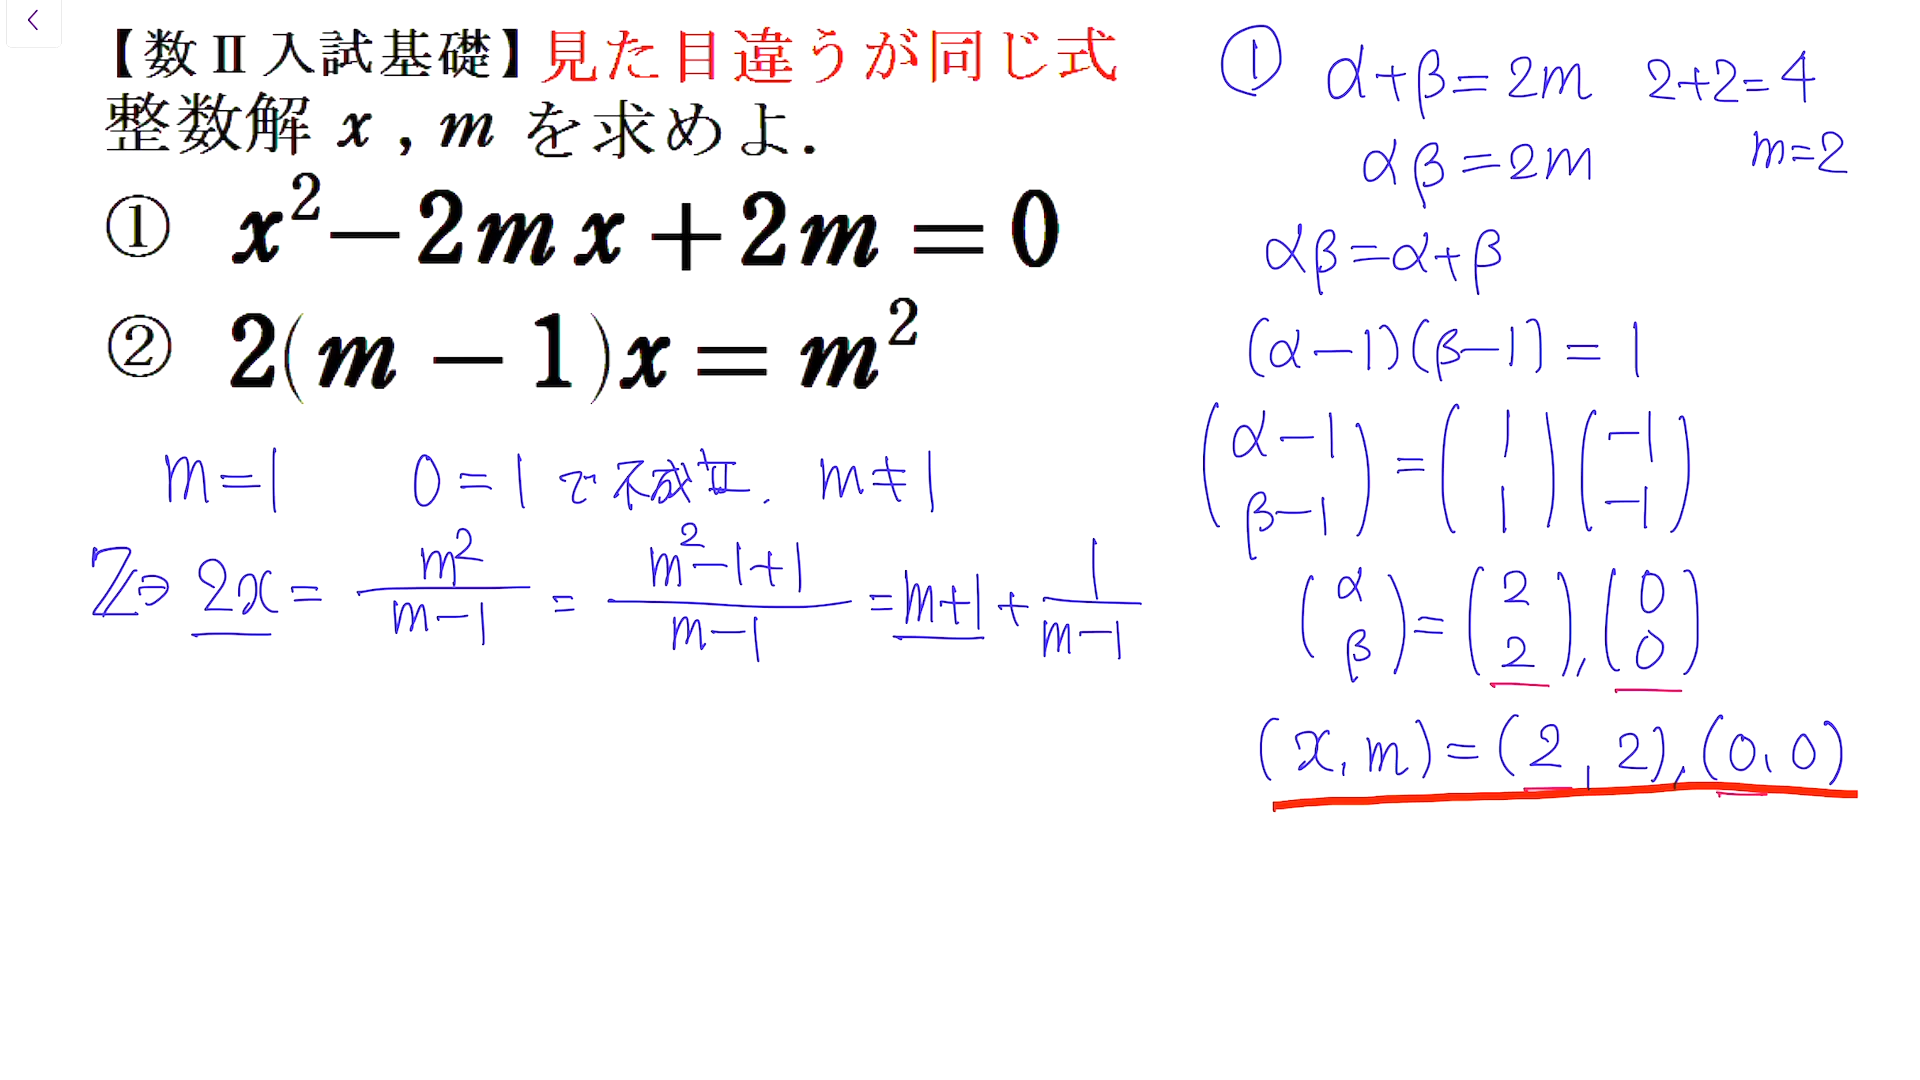 【数Ⅱ入試基礎】見た目違うが同じ式
整数解 x , m を求めよ.
① x²−2mx+2m=0
② 2(m−1)x=m²
m=1 0=1で不成立. m≠1
ℤ∋2x= m²/(m−1) = (m²−1+1)/(m−1) =m+1+ 1/(m−1)
① α+β=2m 2+2=4
αβ=2m m=2
αβ=α+β
(α−1)(β−1)=1
(α−1 β−1)=(1 1)(−1 −1)
(α β)=(2 2),(0 0)
(x,m)=(2,2),(0,0)